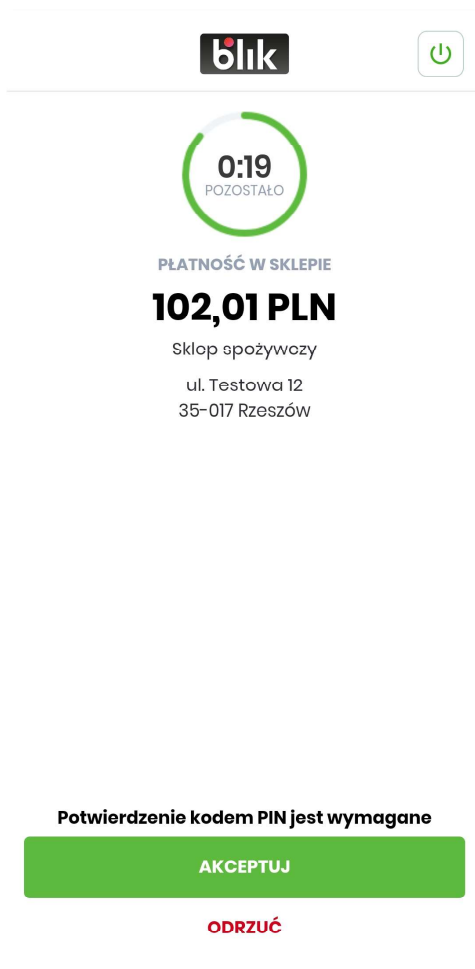 blik
0:19
POZOSTAŁO
PŁATNOŚĆ W SKLEPIE
102,01 PLN
Sklep spożywczy
ul. Testowa 12
35-017 Rzeszów
Potwierdzenie kodem PIN jest wymagane
AKCEPTUJ
ODRZUĆ